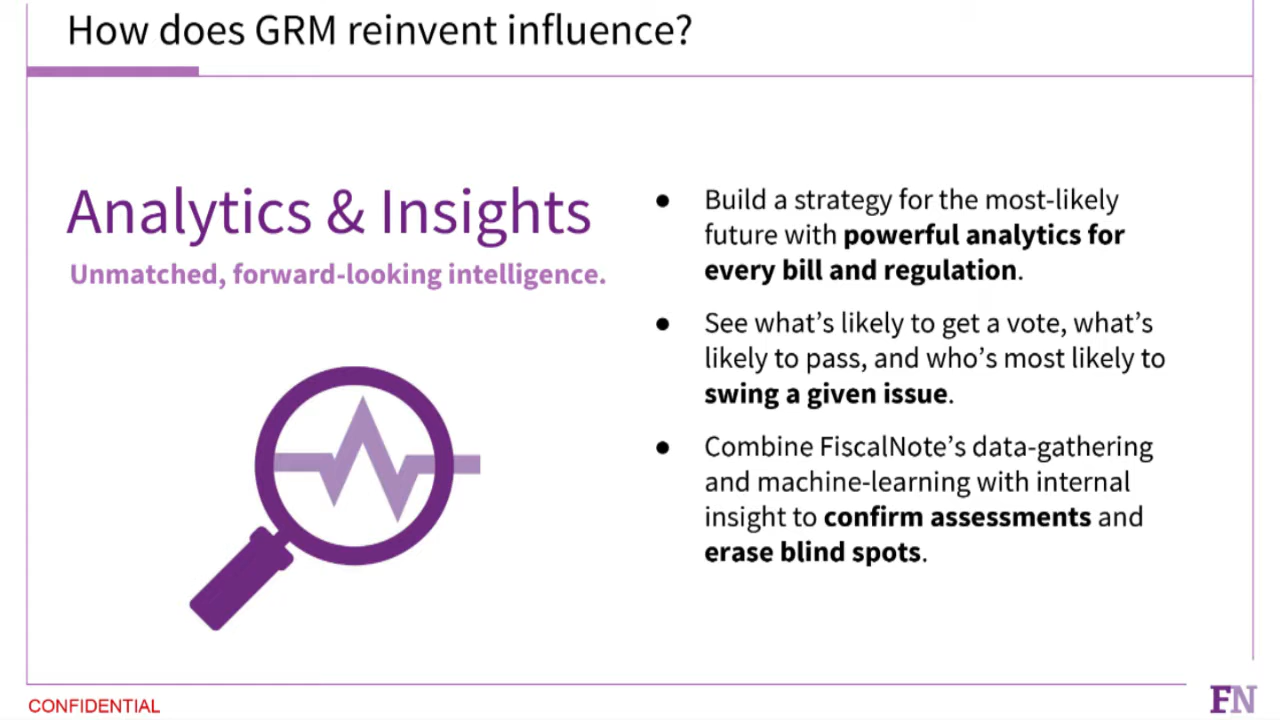 How does GRM reinvent influence?
Analytics & Insights
Unmatched, forward-looking intelligence.
● Build a strategy for the most-likely
future with powerful analytics for
every bill and regulation.
● See what’s likely to get a vote, what’s
likely to pass, and who’s most likely to
swing a given issue.
● Combine FiscalNote’s data-gathering
and machine-learning with internal
insight to confirm assessments and
erase blind spots.
CONFIDENTIAL
FN